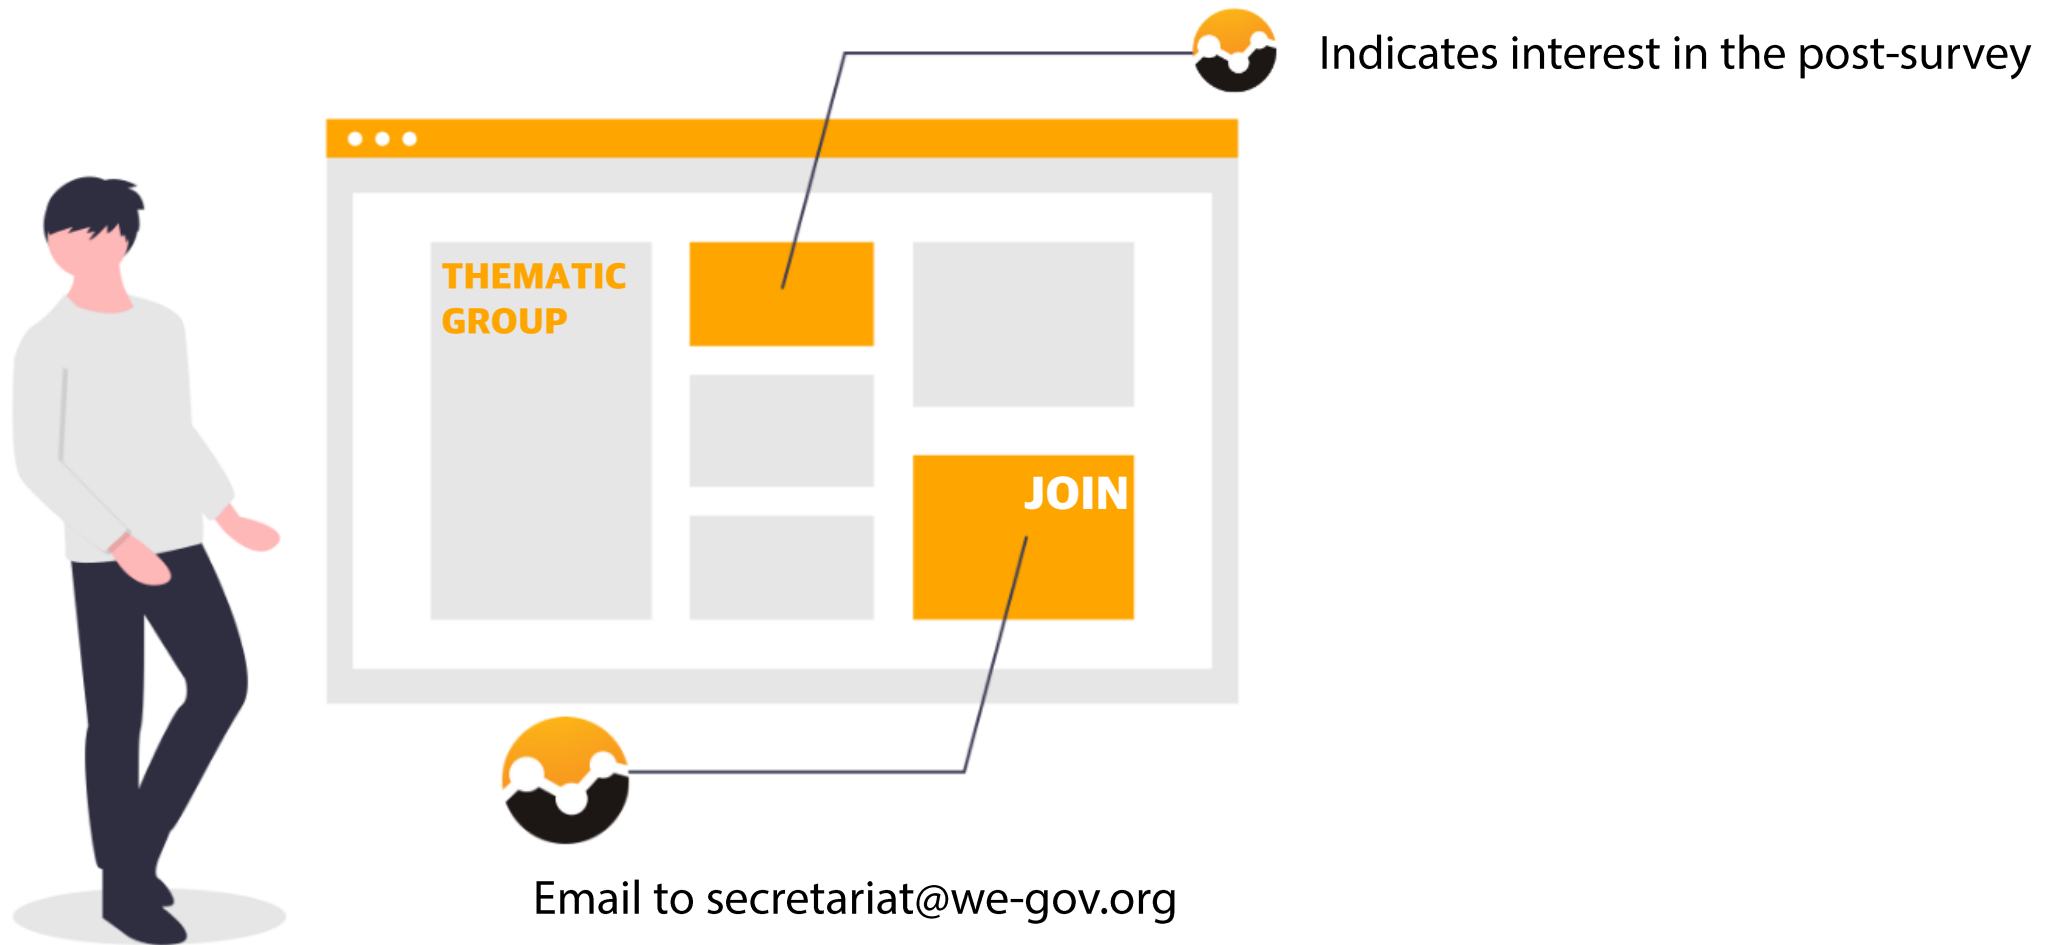 Indicates interest in the post-survey
THEMATIC
GROUP
JOIN
Email to secretariat@we-gov.org